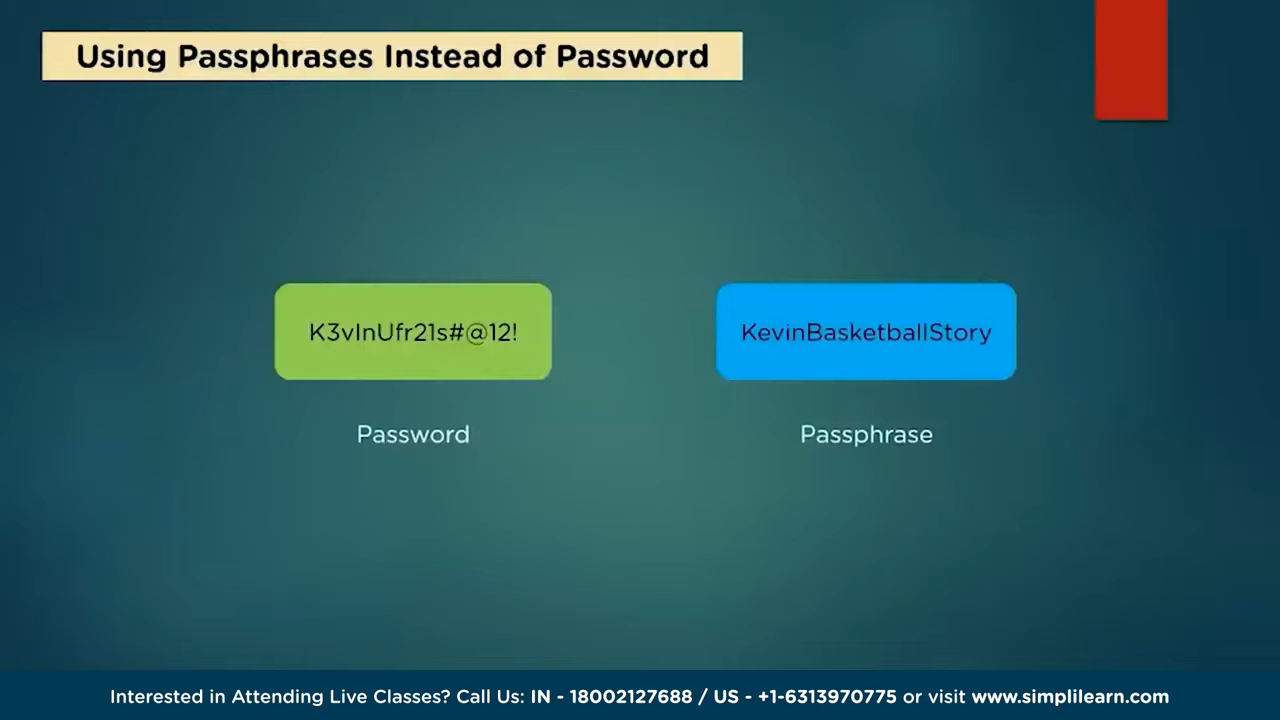 Using Passphrases Instead of Password
K3vInUfr21s#@12!
KevinBasketballStory
Password
Passphrase
Interested in Attending Live Classes? Call Us: IN - 18002127688 / US - +1-6313970775 or visit www.simplilearn.com